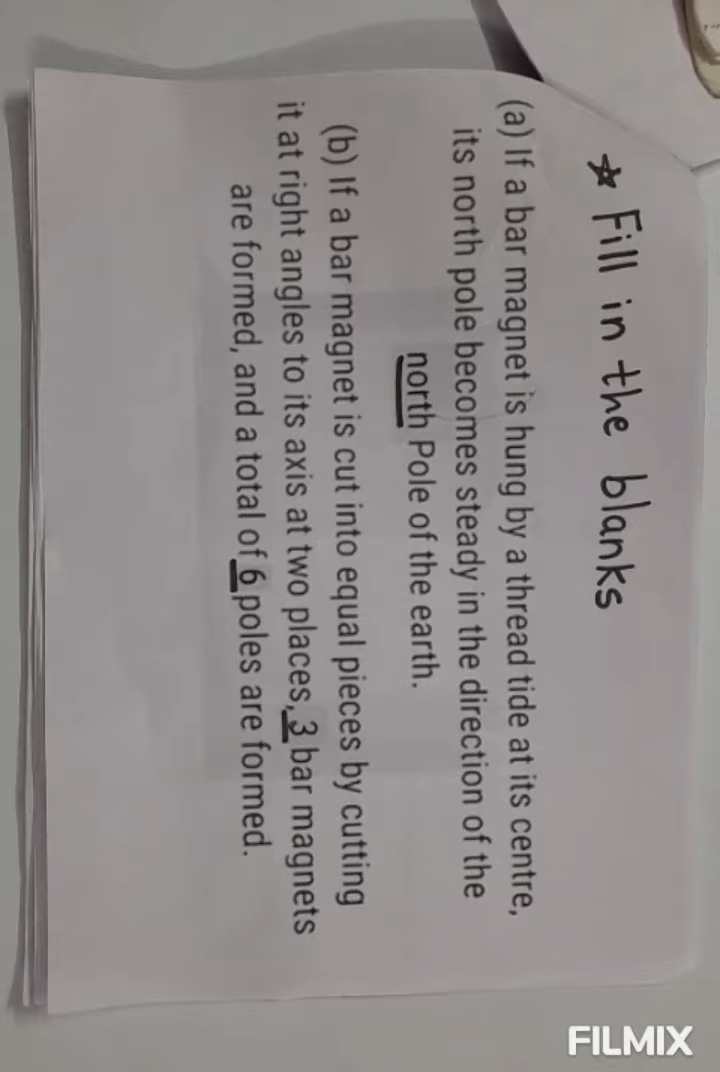 ☆ Fill in the blanks
(a) If a bar magnet is hung by a thread tide at its centre,
its north pole becomes steady in the direction of the
north Pole of the earth.
(b) If a bar magnet is cut into equal pieces by cutting
it at right angles to its axis at two places, 3 bar magnets
are formed, and a total of 6 poles are formed.
FILMIX